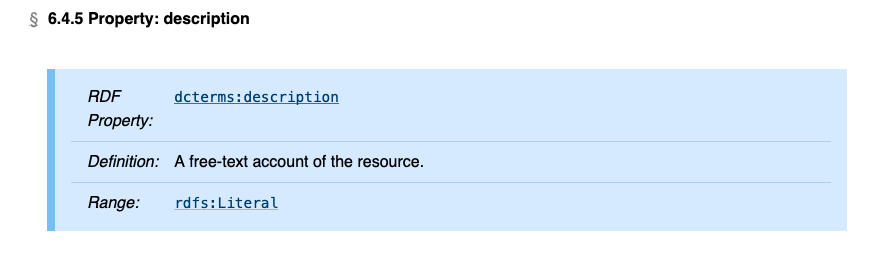 § 6.4.5 Property: description
RDF Property: dcterms:description
Definition: A free-text account of the resource.
Range: rdfs:Literal